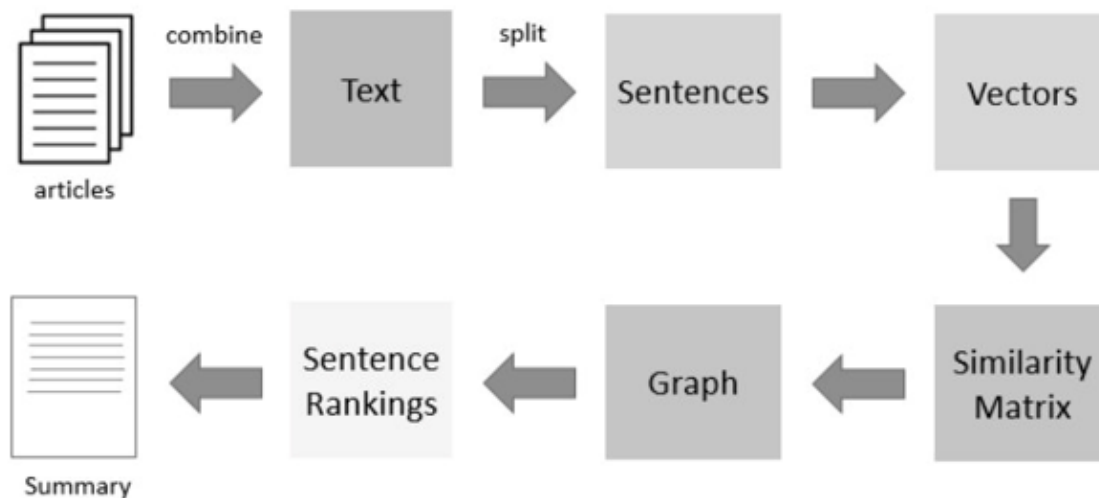 combine
split
Text
Sentences
Vectors
articles
Similarity
Matrix
Graph
Sentence
Rankings
Summary